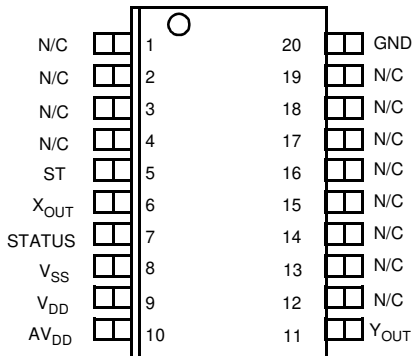 N/C 1 20 GND
N/C 2 19 N/C
N/C 3 18 N/C
N/C 4 17 N/C
ST 5 16 N/C
XOUT 6 15 N/C
STATUS 7 14 N/C
VSS 8 13 N/C
VDD 9 12 N/C
AVDD 10 11 YOUT